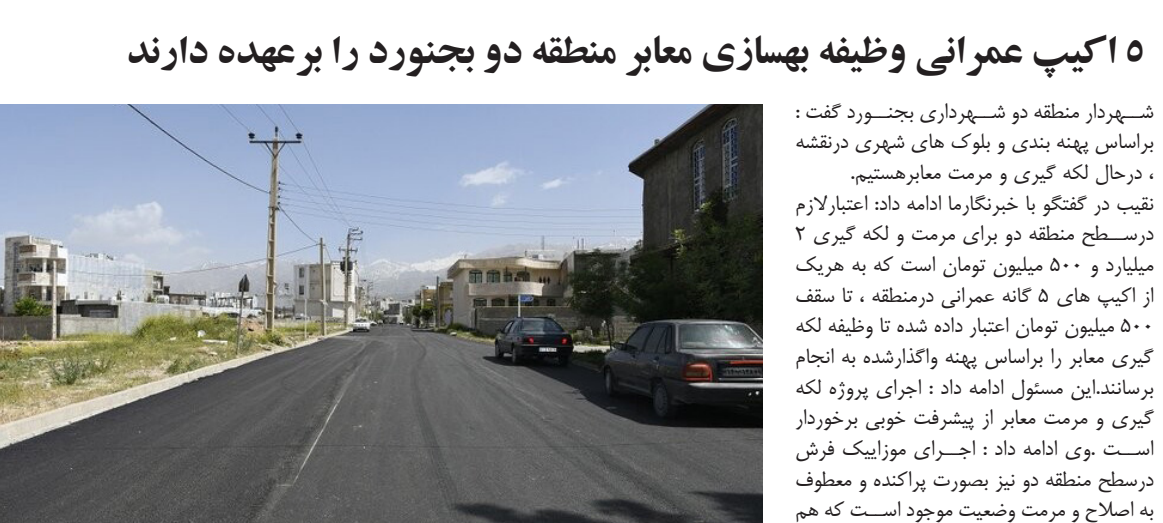 ۵ اکیپ عمرانی وظیفه بهسازی معابر منطقه دو بجنورد را برعهده دارند
شــهردار منطقه دو شــهرداری بجنــورد گفت :
براساس پهنه بندی و بلوک های شهری درنقشه
، درحال لکه گیری و مرمت معابرهستیم.
نقیب در گفتگو با خبرنگارما ادامه داد: اعتبارلازم
درســطح منطقه دو برای مرمت و لکه گیری ۲
میلیارد و ۵۰۰ میلیون تومان است که به هریک
از اکیپ های ۵ گانه عمرانی درمنطقه ، تا سقف
۵۰۰ میلیون تومان اعتبار داده شده تا وظیفه لکه
گیری معابر را براساس پهنه واگذارشده به انجام
برسانند.این مسئول ادامه داد : اجرای پروژه لکه
گیری و مرمت معابر از پیشرفت خوبی برخوردار
اســت .وی ادامه داد : اجــرای موزاییک فرش
درسطح منطقه دو نیز بصورت پراکنده و معطوف
به اصلاح و مرمت وضعیت موجود اســت که هم